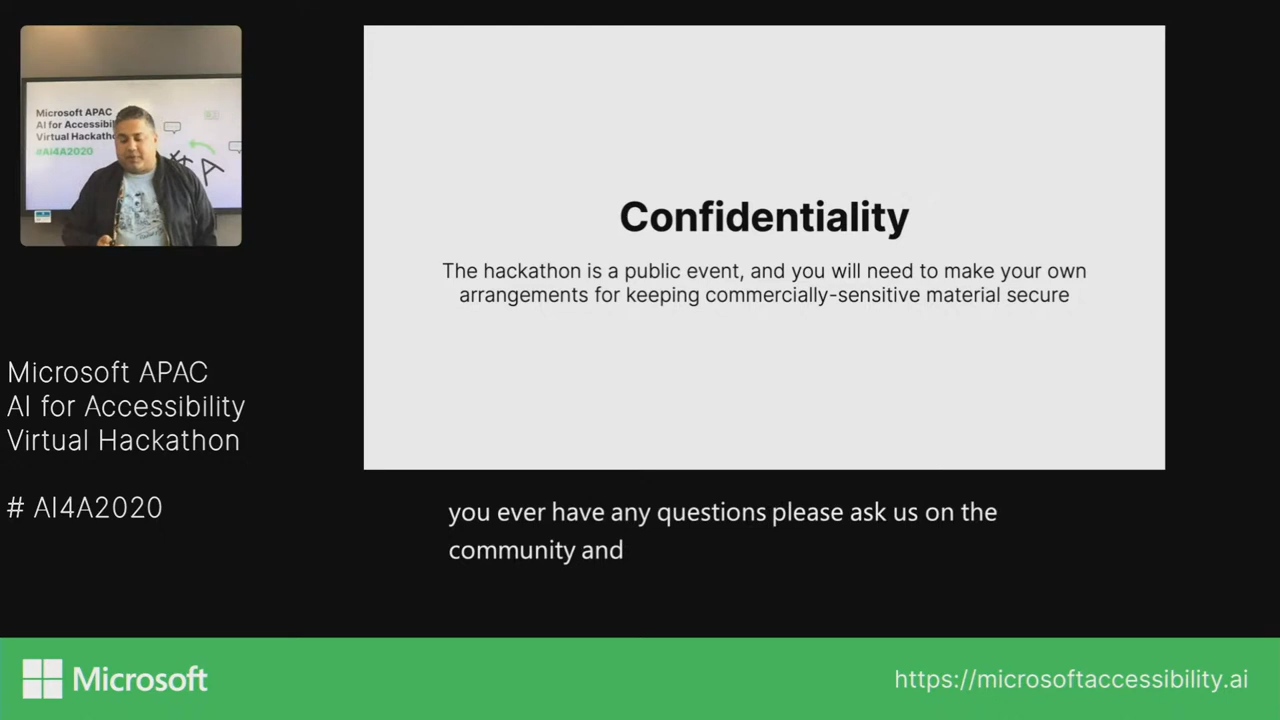 Microsoft APAC
AI for Accessibil
Virtual Hackatho
#AI4A2020
A
Confidentiality
The hackathon is a public event, and you will need to make your own
arrangements for keeping commercially-sensitive material secure
Microsoft APAC
AI for Accessibility
Virtual Hackathon
# AI4A2020
you ever have any questions please ask us on the
community and
Microsoft
https://microsoftaccessibility.ai